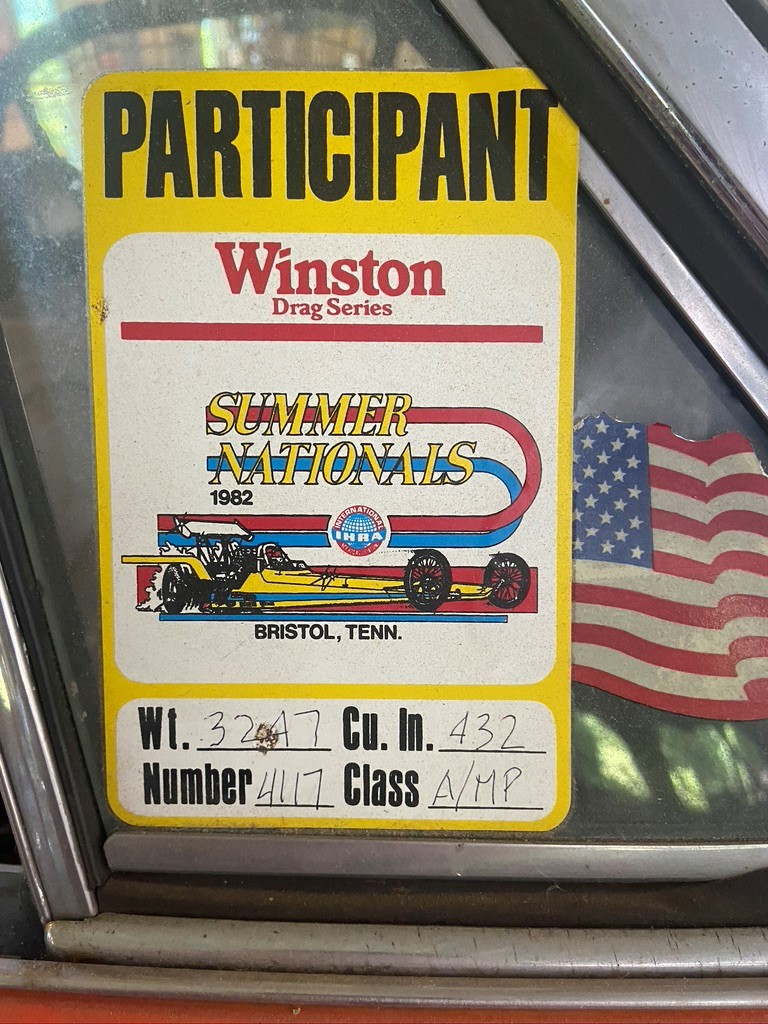 PARTICIPANT
Winston
Drag Series
SUMMER
NATIONALS
1982
INTERNATIONAL
IHRA
BRISTOL, TENN.
Wt. 3247 Cu. In. 432
Number 4117 Class A/MP